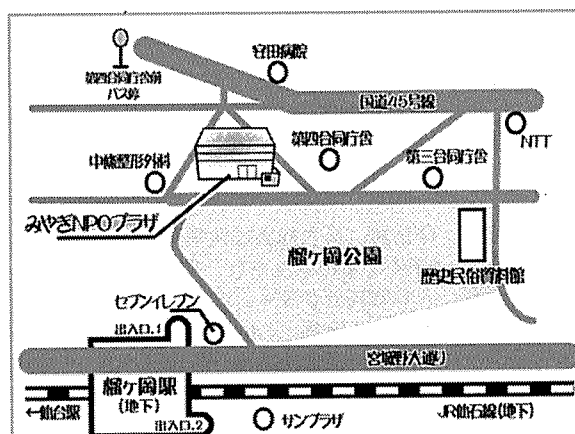 第四合同庁舎前
バス停
宮田病院
国道45号線
NTT
第四合同庁舎
第三合同庁舎
中條整形外科
みやぎNPOプラザ
榴ヶ岡公園
歴史民俗資料館
セブンイレブン
出入口.1
宮城野大通り
榴ヶ岡駅
(地下)
←仙台駅
出入口.2
サンプラザ
JR仙石線(地下)